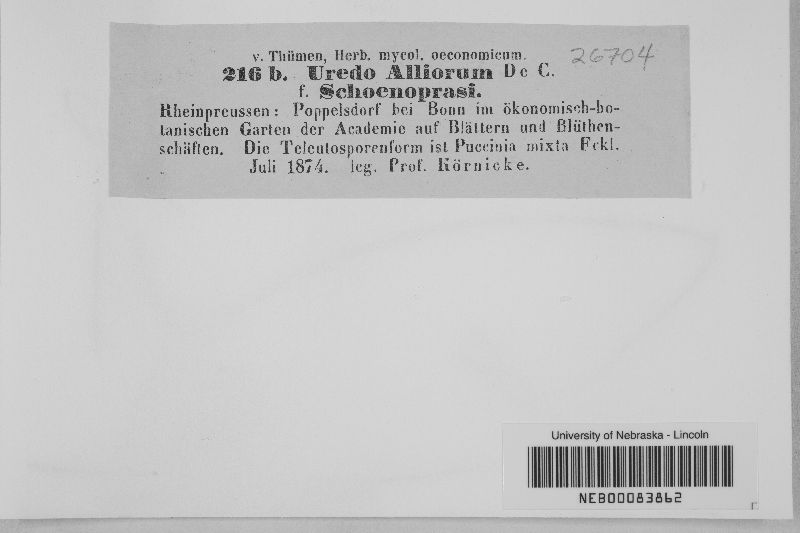 v. Thümen, Herb. mycol. oeconomicum. 26704
216 b. Uredo Alliorum De C.
f. Schoenoprasi.
Rheinpreussen: Poppelsdorf bei Bonn im ökonomisch-bo-
tanischen Garten der Academie auf Blättern und Blüthen-
schäften. Die Teleutosporenform ist Puccinia mixta Fckl.
Juli 1874. leg. Prof. Körnicke.
University of Nebraska - Lincoln
NEB00083862